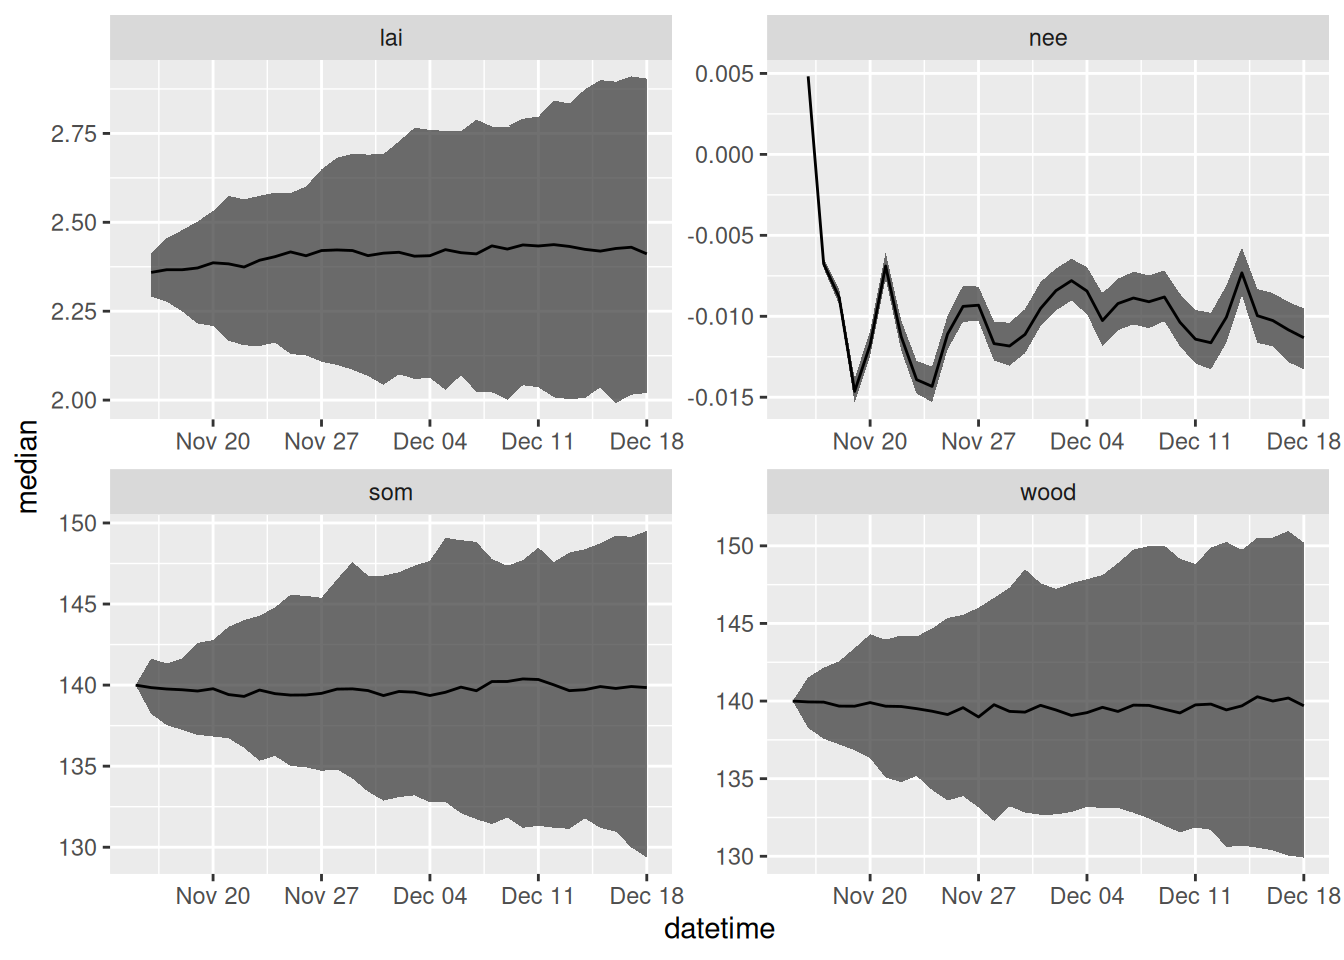 lai
nee
2.75
2.50
2.25
2.00
0.005
0.000
-0.005
-0.010
-0.015
Nov 20 Nov 27 Dec 04 Dec 11 Dec 18
Nov 20 Nov 27 Dec 04 Dec 11 Dec 18
median
som
wood
150
145
140
135
130
150
145
140
135
130
Nov 20 Nov 27 Dec 04 Dec 11 Dec 18
Nov 20 Nov 27 Dec 04 Dec 11 Dec 18
datetime